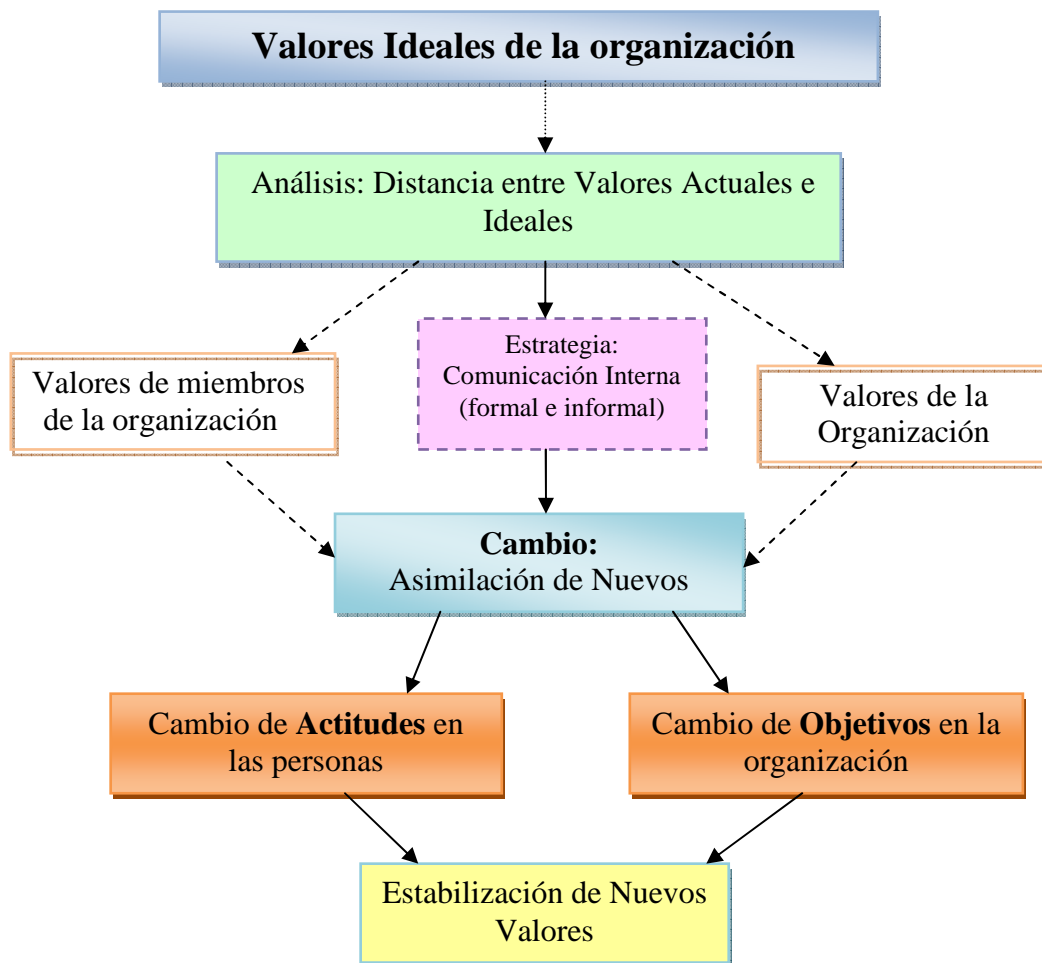 Valores Ideales de la organización
Análisis: Distancia entre Valores Actuales e
Ideales
Valores de miembros
de la organización
Estrategia:
Comunicación Interna
(formal e informal)
Valores de la
Organización
Cambio:
Asimilación de Nuevos
Cambio de Actitudes en
las personas
Cambio de Objetivos en la
organización
Estabilización de Nuevos
Valores